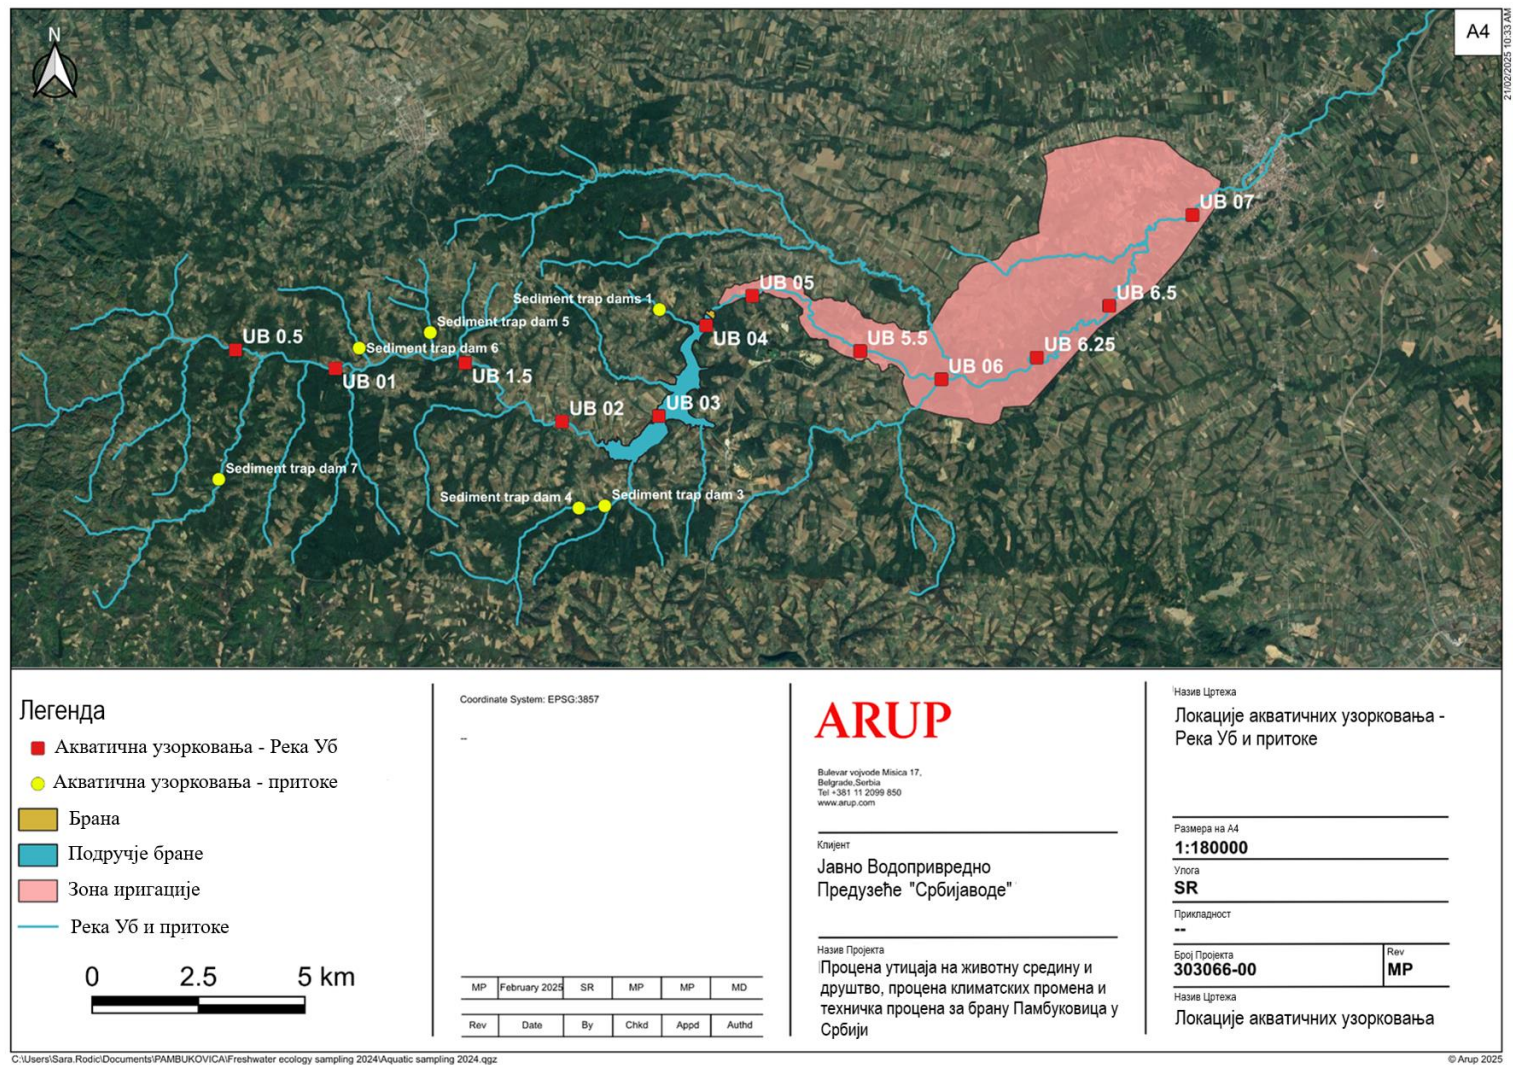 A4
21/02/2025 10:33 AM
N
UB 07
UB 05
UB 6.5
Sediment trap dams 1
Sediment trap dam 5
UB 0.5
UB 04
UB 5.5
UB 6.25
Sediment trap dam 6
UB 01
UB 1.5
UB 06
UB 02
UB 03
Sediment trap dam 7
Sediment trap dam 4
Sediment trap dam 3
Легенда
Акватична узорковања - Река Уб
Акватична узорковања - притоке
Брана
Подручје бране
Зона иригације
Река Уб и притоке
0 2.5 5 km
Coordinate System: EPSG:3857
--
MP February 2025 SR MP MP MD
Rev Date By Chkd Appd Authd
ARUP
Bulevar vojvode Misica 17,
Belgrade,Serbia
Tel +381 11 2099 850
www.arup.com
Клијент
Јавно Водопривредно
Предузеће "Србијаводе"
Назив Пројекта
Процена утицаја на животну средину и
друштво, процена климатских промена и
техничка процена за брану Памбуковица у
Србији
Назив Цртежа
Локације акватичних узорковања -
Река Уб и притоке
Размера на А4
1:180000
Улога
SR
Прикладност
--
Број Пројекта
303066-00
Rev
MP
Назив Цртежа
Локације акватичних узорковања
C:\Users\Sara.Rodic\Documents\PAMBUKOVICA\Freshwater ecology sampling 2024\Aquatic sampling 2024.qgz
© Arup 2025